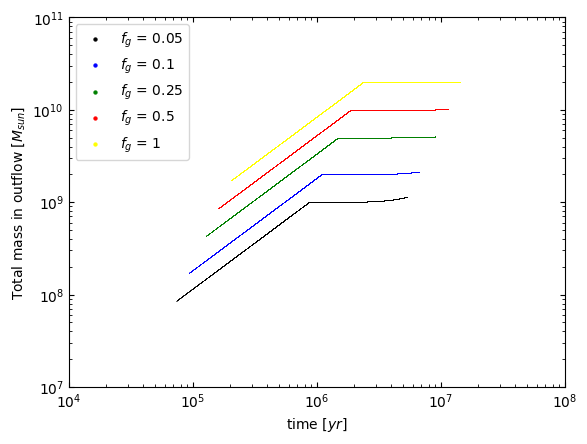 10^11
10^10
10^9
10^8
10^7
Total mass in outflow [M_sun]
f_g = 0.05
f_g = 0.1
f_g = 0.25
f_g = 0.5
f_g = 1
10^4 10^5 10^6 10^7 10^8
time [yr]